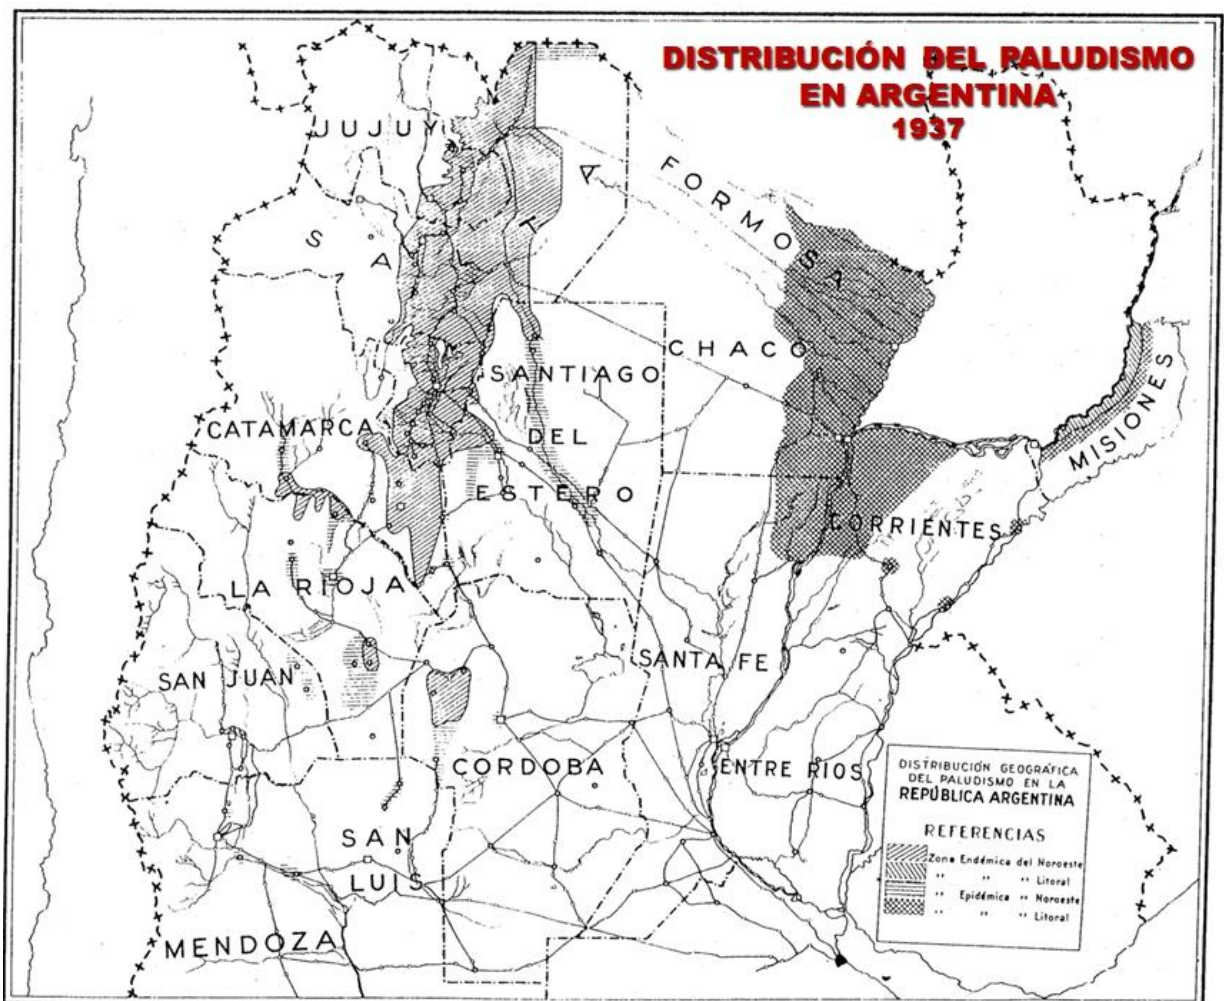 DISTRIBUCIÓN DEL PALUDISMO
EN ARGENTINA
1937
JUJUY
SALTA
FORMOSA
CHACO
SANTIAGO
DEL
ESTERO
CATAMARCA
MISIONES
CORRIENTES
LA RIOJA
SANTA FE
SAN JUAN
CORDOBA
ENTRE RIOS
SAN
LUIS
MENDOZA
DISTRIBUCIÓN GEOGRÁFICA
DEL PALUDISMO EN LA
REPÚBLICA ARGENTINA
REFERENCIAS
Zona Endémica del Noroeste
" " " Litoral
" Epidémica " Noroeste
" " " Litoral